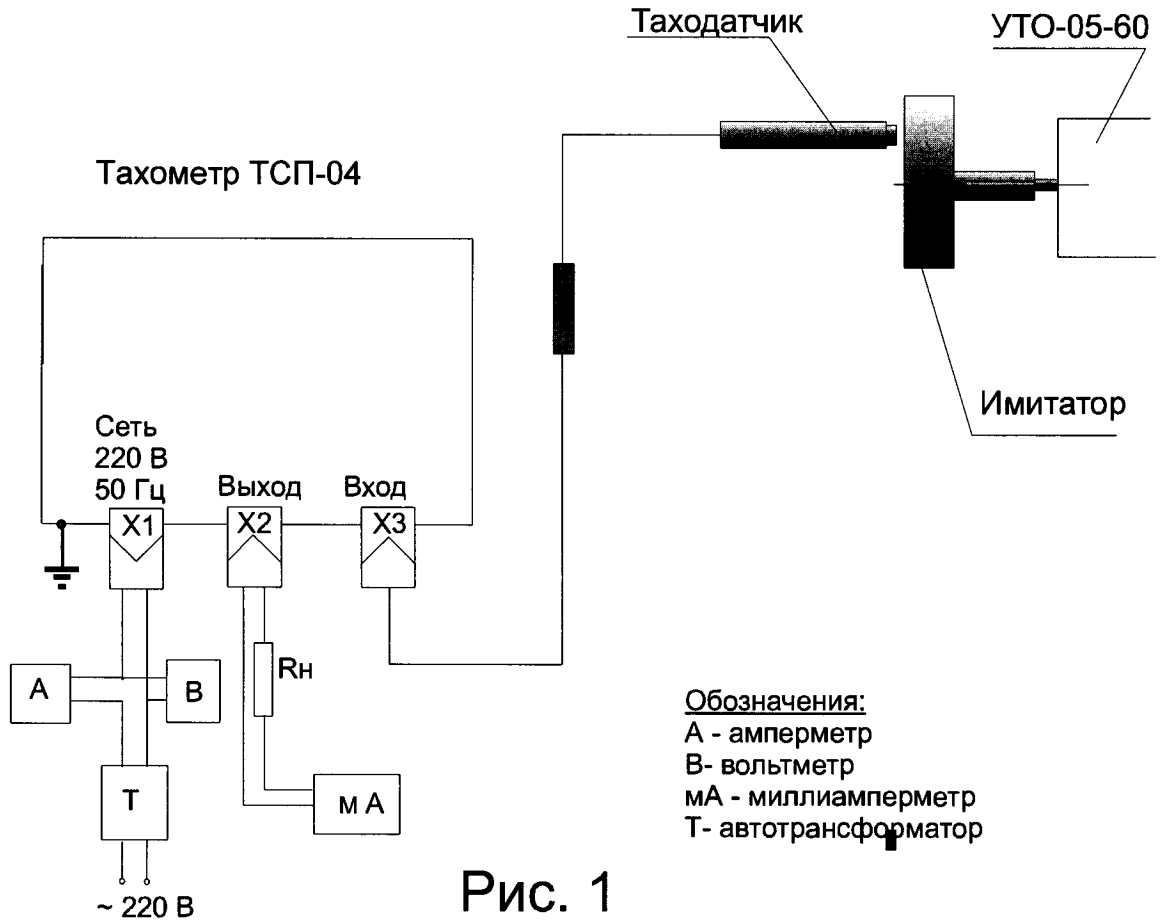 Таходатчик
УТО-05-60
Тахометр ТСП-04
Имитатор
Сеть
220 В
50 Гц
Выход
Вход
X1
X2
X3
А
В
Rн
Т
м А
~ 220 В
Обозначения:
А - амперметр
В- вольтметр
мА - миллиамперметр
Т- автотрансформатор
Рис. 1